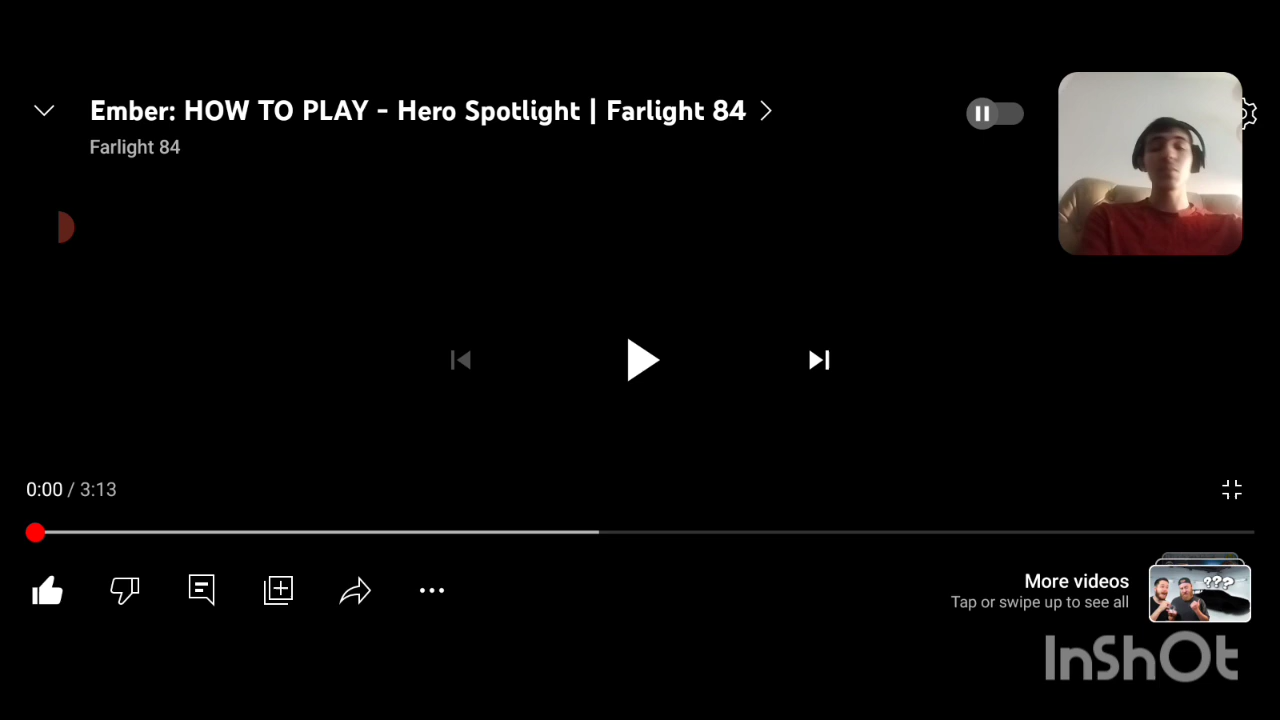 Ember: HOW TO PLAY - Hero Spotlight | Farlight 84
Farlight 84
0:00 / 3:13
More videos
Tap or swipe up to see all
???
InShOt